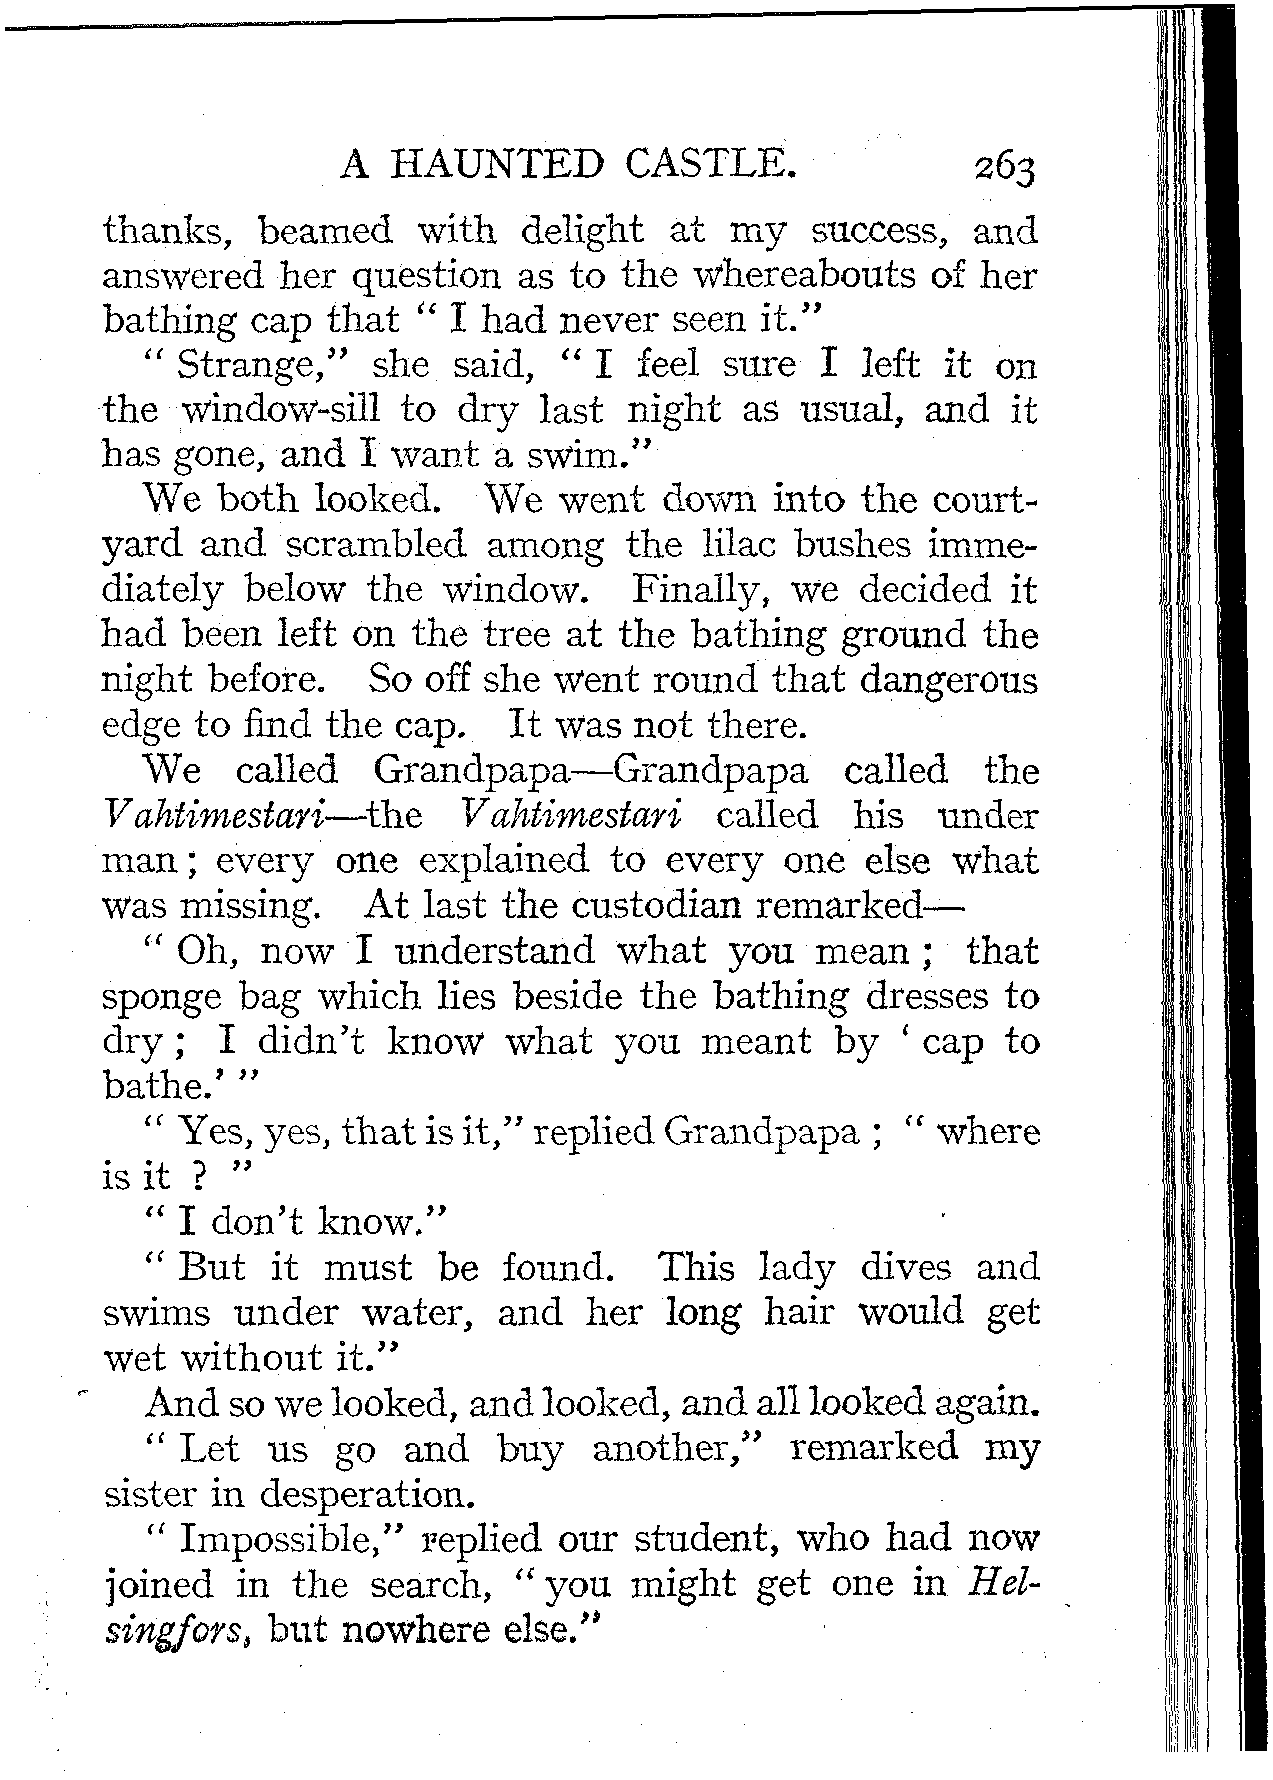 A HAUNTED CASTLE. 263
thanks, beamed with delight at my success, and
answered her question as to the whereabouts of her
bathing cap that “ I had never seen it.”
“ Strange,” she said, “ I feel sure I left it on
the window-sill to dry last night as usual, and it
has gone, and I want a swim.”
We both looked. We went down into the court-
yard and scrambled among the lilac bushes imme-
diately below the window. Finally, we decided it
had been left on the tree at the bathing ground the
night before. So off she went round that dangerous
edge to find the cap. It was not there.
We called Grandpapa—Grandpapa called the
Vahtimestari—the Vahtimestari called his under
man ; every one explained to every one else what
was missing. At last the custodian remarked—
“ Oh, now I understand what you mean ; that
sponge bag which lies beside the bathing dresses to
dry ; I didn't know what you meant by ‘ cap to
bathe.’ ”
“ Yes, yes, that is it,” replied Grandpapa ; “ where
is it ? ”
“ I don't know.”
“ But it must be found. This lady dives and
swims under water, and her long hair would get
wet without it.”
And so we looked, and looked, and all looked again.
“ Let us go and buy another,” remarked my
sister in desperation.
“ Impossible,” replied our student, who had now
joined in the search, “ you might get one in Hel-
singfors, but nowhere else.”